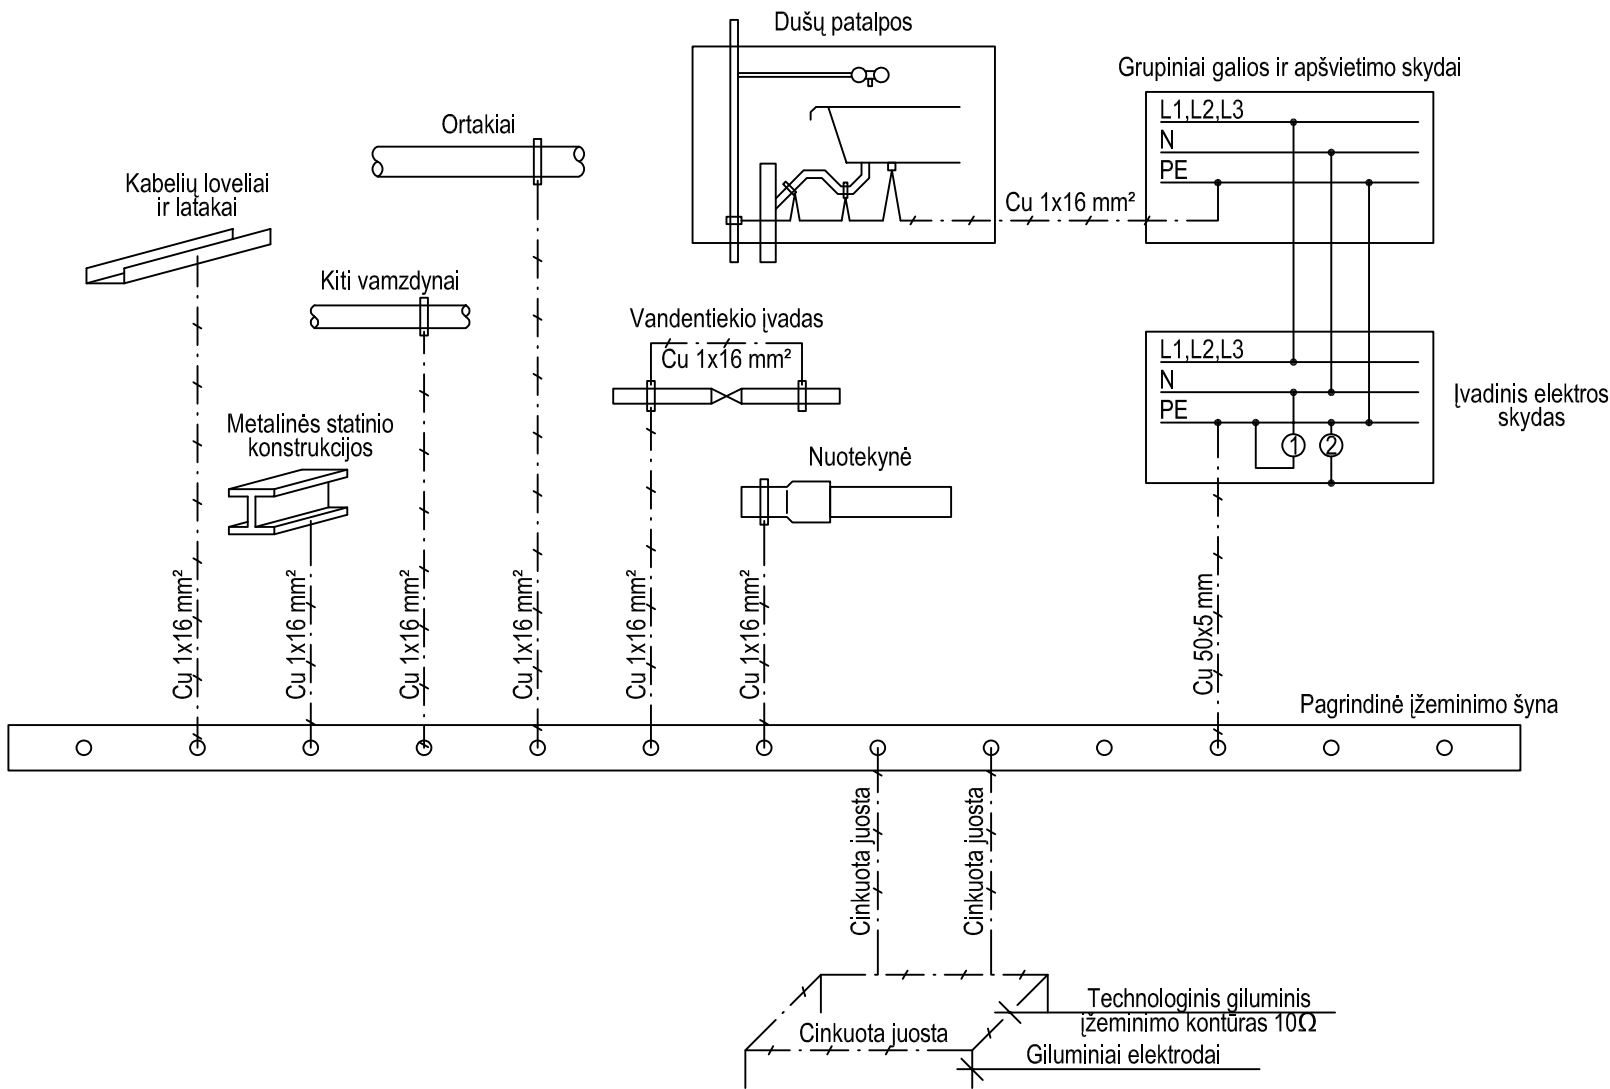 Dušų patalpos
Grupiniai galios ir apšvietimo skydai
L1,L2,L3
N
PE
Cu 1x16 mm²
Ortakiai
Kabelių loveliai
ir latakai
Kiti vamzdynai
Vandentiekio įvadas
Cu 1x16 mm²
L1,L2,L3
N
PE
1
2
Įvadinis elektros
skydas
Metalinės statinio
konstrukcijos
Nuotekynė
Cu 1x16 mm²
Cu 1x16 mm²
Cu 1x16 mm²
Cu 1x16 mm²
Cu 1x16 mm²
Cu 1x16 mm²
Cu 50x5 mm
Pagrindinė įžeminimo šyna
Cinkuota juosta
Cinkuota juosta
Technologinis giluminis
įžeminimo kontūras 10Ω
Cinkuota juosta
Giluminiai elektrodai